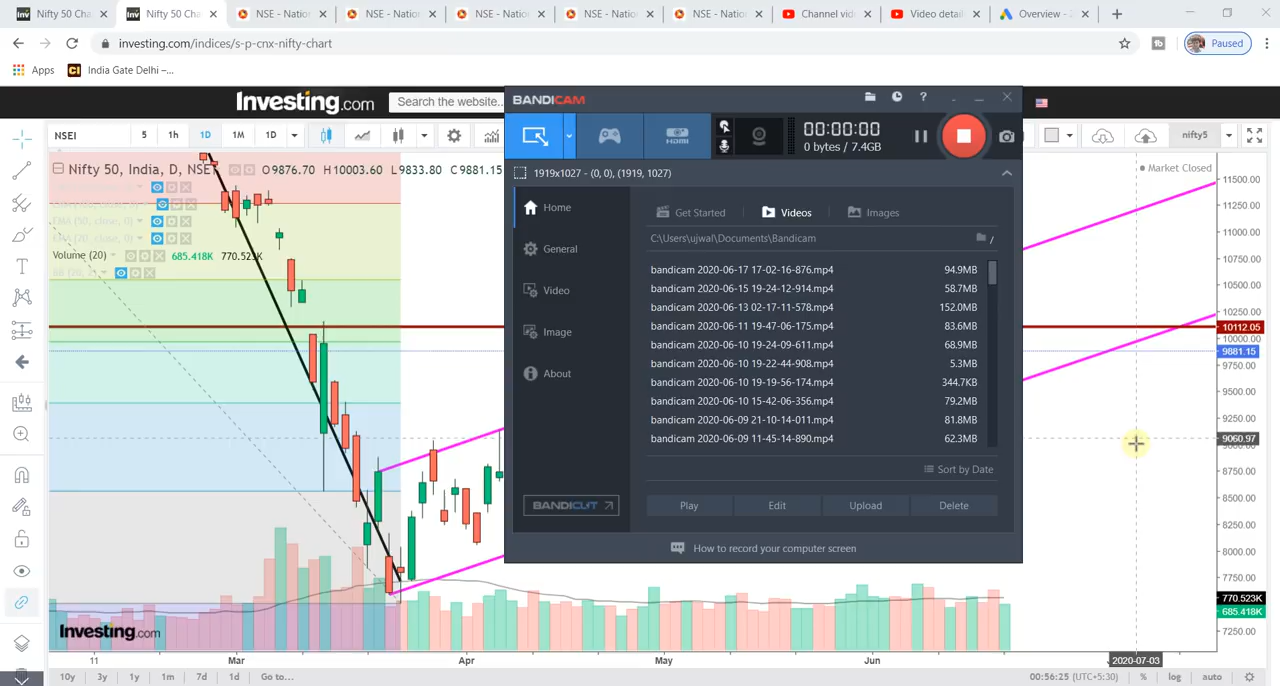 Nifty 50 Cha
Nifty 50 Cha
NSE - Nation
NSE - Nation
NSE - Nation
NSE - Nation
NSE - Nation
Channel vide
Video detail
Overview - 2
investing.com/indices/s-p-cnx-nifty-chart
Paused
Apps
India Gate Delhi –...
Investing.com
Search the website..
NSEI
5
1h
1D
1M
1D
nifty5
Nifty 50, India, D, NSE
O9876.70 H10003.60 L9833.80 C9881.15
Market Closed
Volume (20)
685.418K
770.523K
BANDICAM
HDMI
00:00:00
0 bytes / 7.4GB
1919x1027 - (0, 0), (1919, 1027)
Home
General
Video
Image
About
BANDICUT
Get Started
Videos
Images
C:\Users\ujwal\Documents\Bandicam
bandicam 2020-06-17 17-02-16-876.mp4 94.9MB
bandicam 2020-06-15 19-24-12-914.mp4 58.7MB
bandicam 2020-06-13 02-17-11-578.mp4 152.0MB
bandicam 2020-06-11 19-47-06-175.mp4 83.6MB
bandicam 2020-06-10 19-24-09-611.mp4 68.9MB
bandicam 2020-06-10 19-22-44-908.mp4 5.3MB
bandicam 2020-06-10 19-19-56-174.mp4 344.7KB
bandicam 2020-06-10 15-42-06-356.mp4 79.2MB
bandicam 2020-06-09 21-10-14-011.mp4 81.8MB
bandicam 2020-06-09 11-45-14-890.mp4 62.3MB
Sort by Date
Play
Edit
Upload
Delete
How to record your computer screen
11500.00
11250.00
11000.00
10750.00
10500.00
10250.00
10112.05
10000.00
9881.15
9750.00
9500.00
9250.00
9060.97
8750.00
8500.00
8250.00
8000.00
7750.00
770.523K
685.418K
7250.00
Investing.com
11
Mar
Apr
May
Jun
2020-07-03
10y
3y
1y
1m
7d
1d
Go to...
00:56:25 (UTC+5:30)
%
log
auto